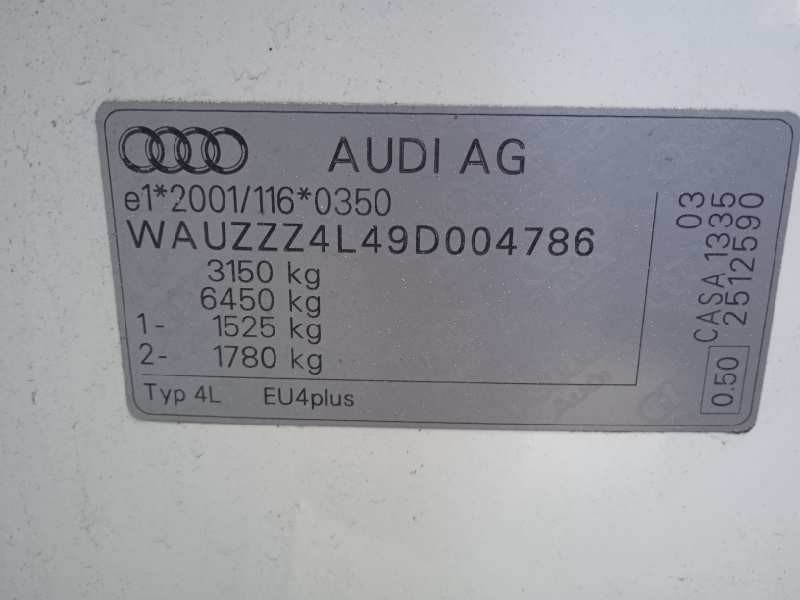 AUDI AG
e1*2001/116*0350
WAUZZZ4L49D004786
3150 kg
6450 kg
1- 1525 kg
2- 1780 kg
Typ 4L EU4plus
03
CASA 1335
2512590
0.50
AUDI